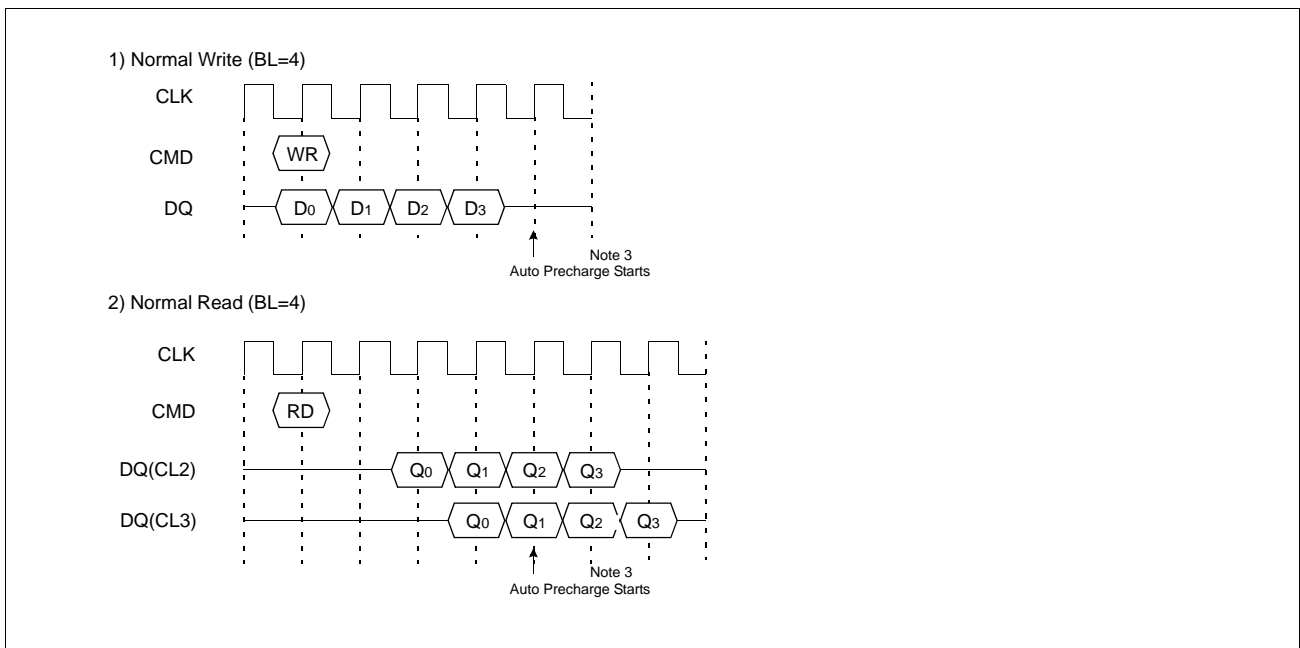 1) Normal Write (BL=4)
CLK
CMD WR
DQ D0 D1 D2 D3
Note 3
Auto Precharge Starts
2) Normal Read (BL=4)
CLK
CMD RD
DQ(CL2) Q0 Q1 Q2 Q3
DQ(CL3) Q0 Q1 Q2 Q3
Note 3
Auto Precharge Starts